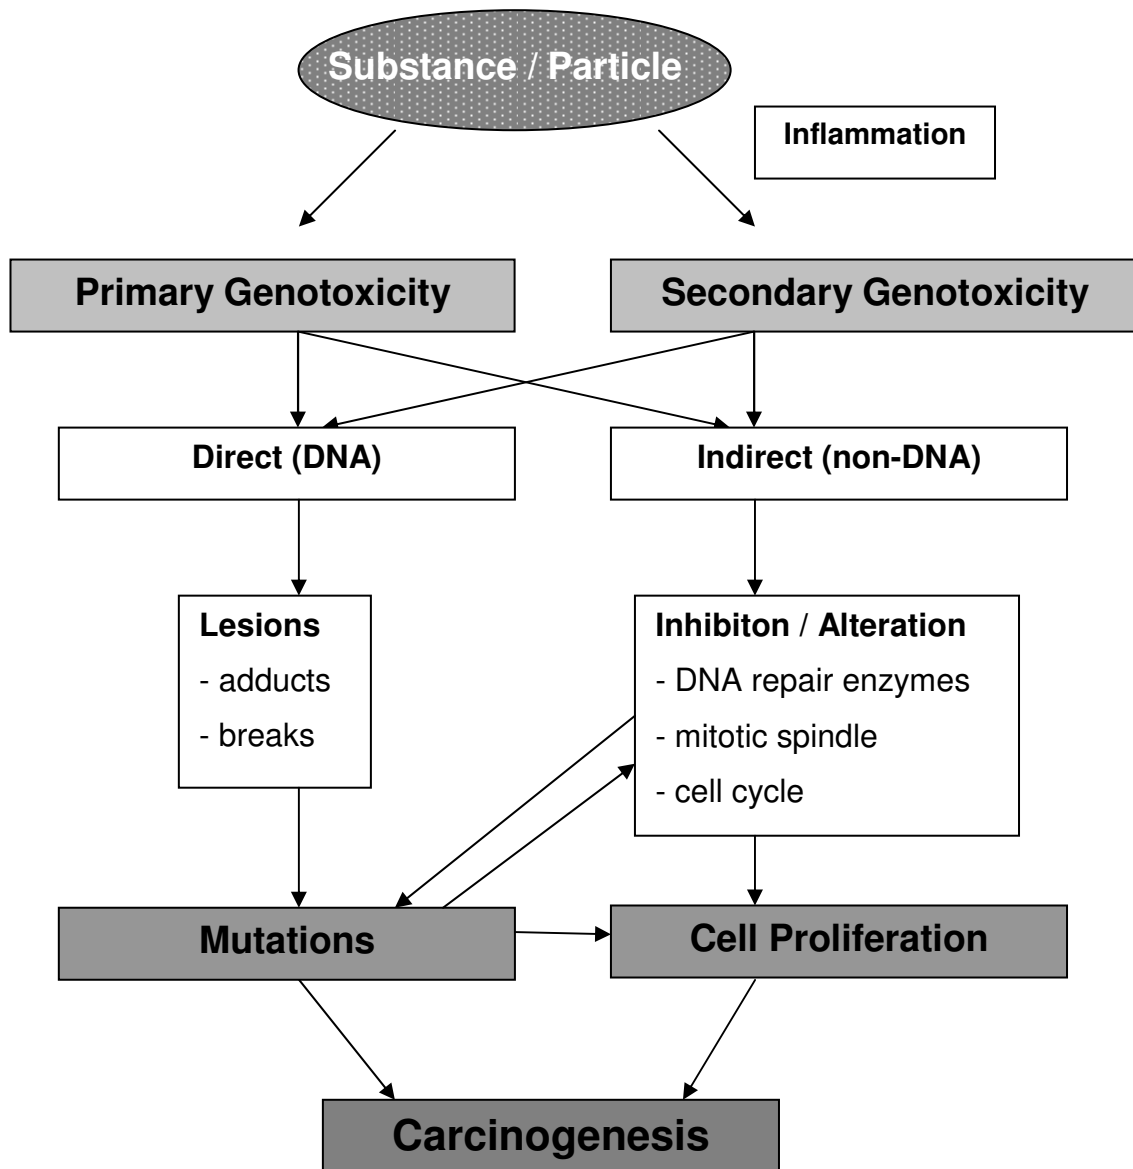 Substance / Particle
Inflammation
Primary Genotoxicity
Secondary Genotoxicity
Direct (DNA)
Indirect (non-DNA)
Lesions
- adducts
- breaks
Inhibiton / Alteration
- DNA repair enzymes
- mitotic spindle
- cell cycle
Mutations
Cell Proliferation
Carcinogenesis